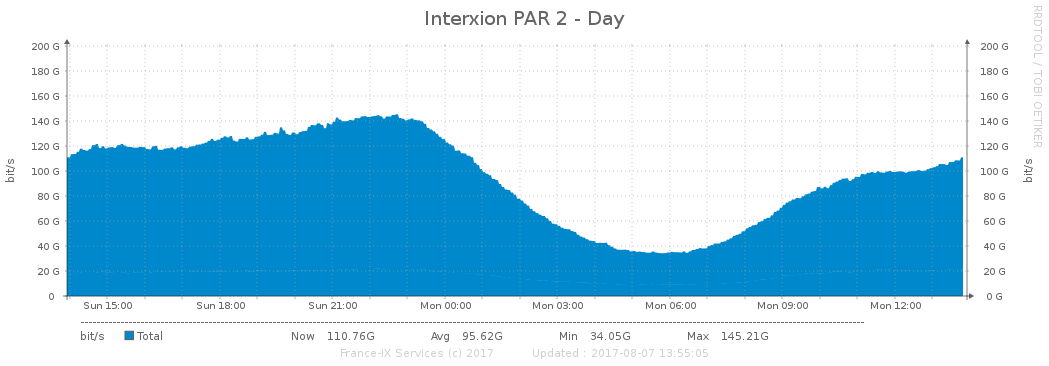 Interxion PAR 2 - Day
RRDTOOL / TOBI OETIKER
200 G 200 G
180 G 180 G
160 G 160 G
140 G 140 G
120 G 120 G
100 G 100 G
80 G 80 G
60 G 60 G
40 G 40 G
20 G 20 G
0 0 G
bit/s
bit/s
Sun 15:00 Sun 18:00 Sun 21:00 Mon 00:00 Mon 03:00 Mon 06:00 Mon 09:00 Mon 12:00
bit/s Total Now 110.76G Avg 95.62G Min 34.05G Max 145.21G
France-IX Services (c) 2017 Updated : 2017-08-07 13:55:05